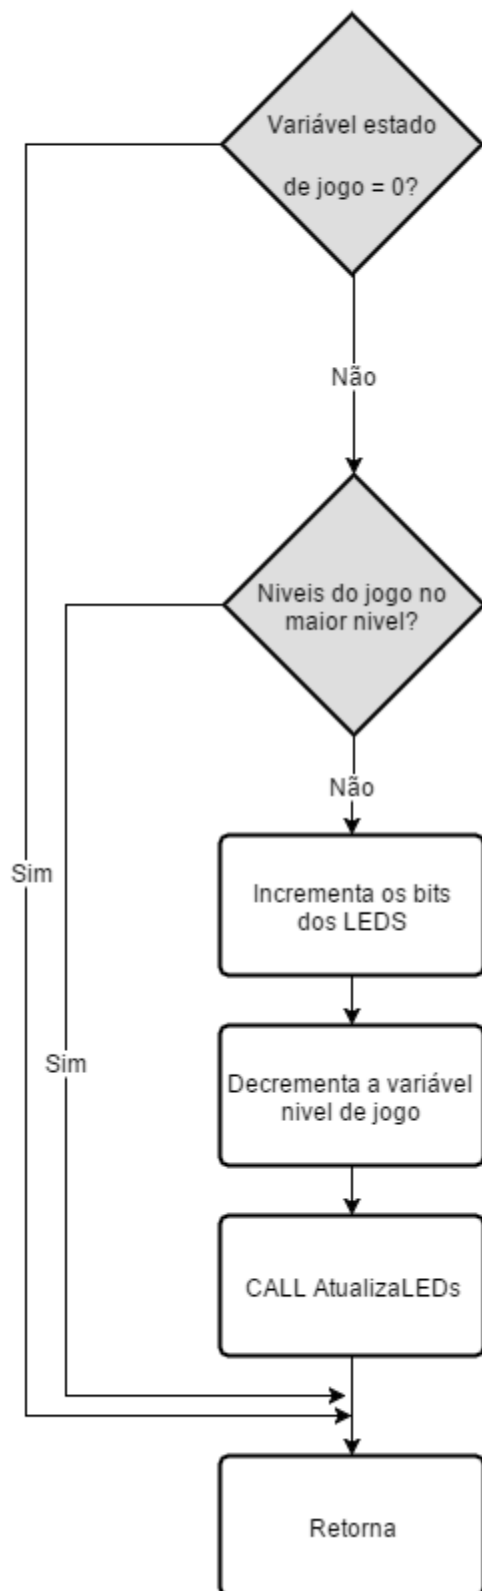 Variável estado
de jogo = 0?
Não
Niveis do jogo no
maior nivel?
Não
Incrementa os bits
dos LEDS
Sim
Decrementa a variável
nivel de jogo
Sim
CALL AtualizaLEDs
Retorna